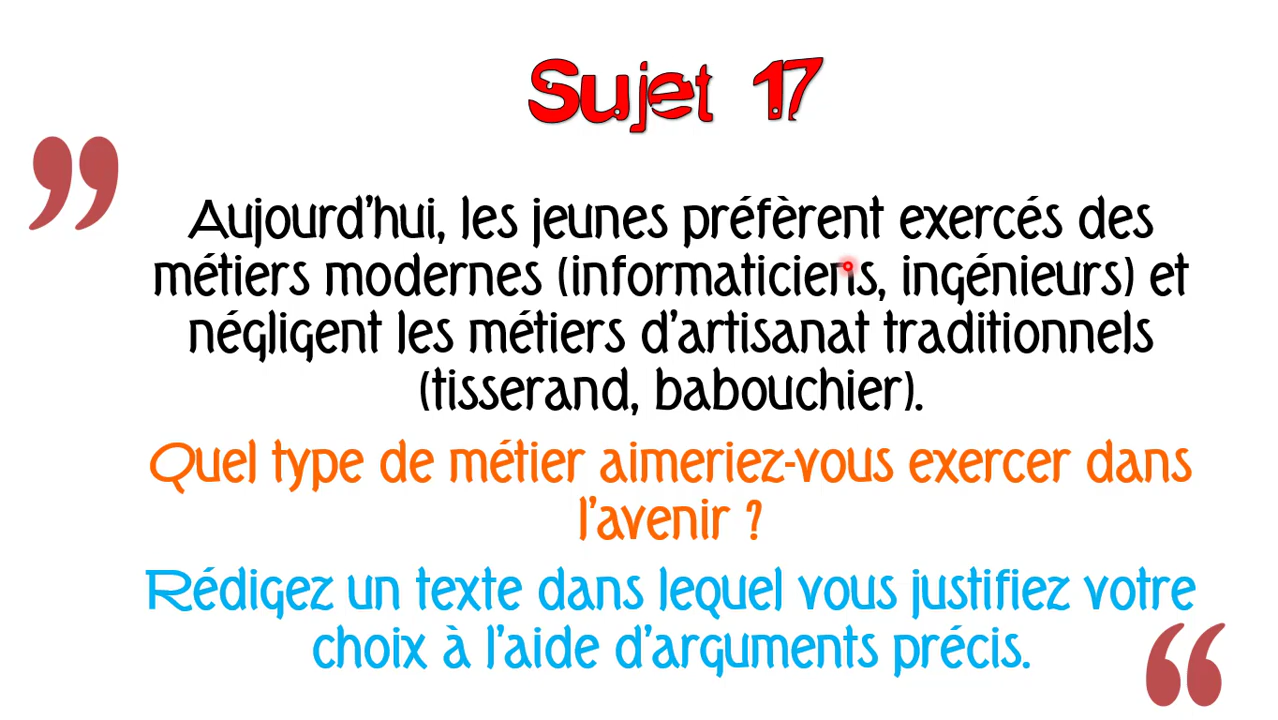 Sujet 17
Aujourd'hui, les jeunes préfèrent exercés des
métiers modernes (informaticiens, ingénieurs) et
négligent les métiers d'artisanat traditionnels
(tisserand, babouchier).
Quel type de métier aimeriez-vous exercer dans
l'avenir ?
Rédigez un texte dans lequel vous justifiez votre
choix à l'aide d'arguments précis.